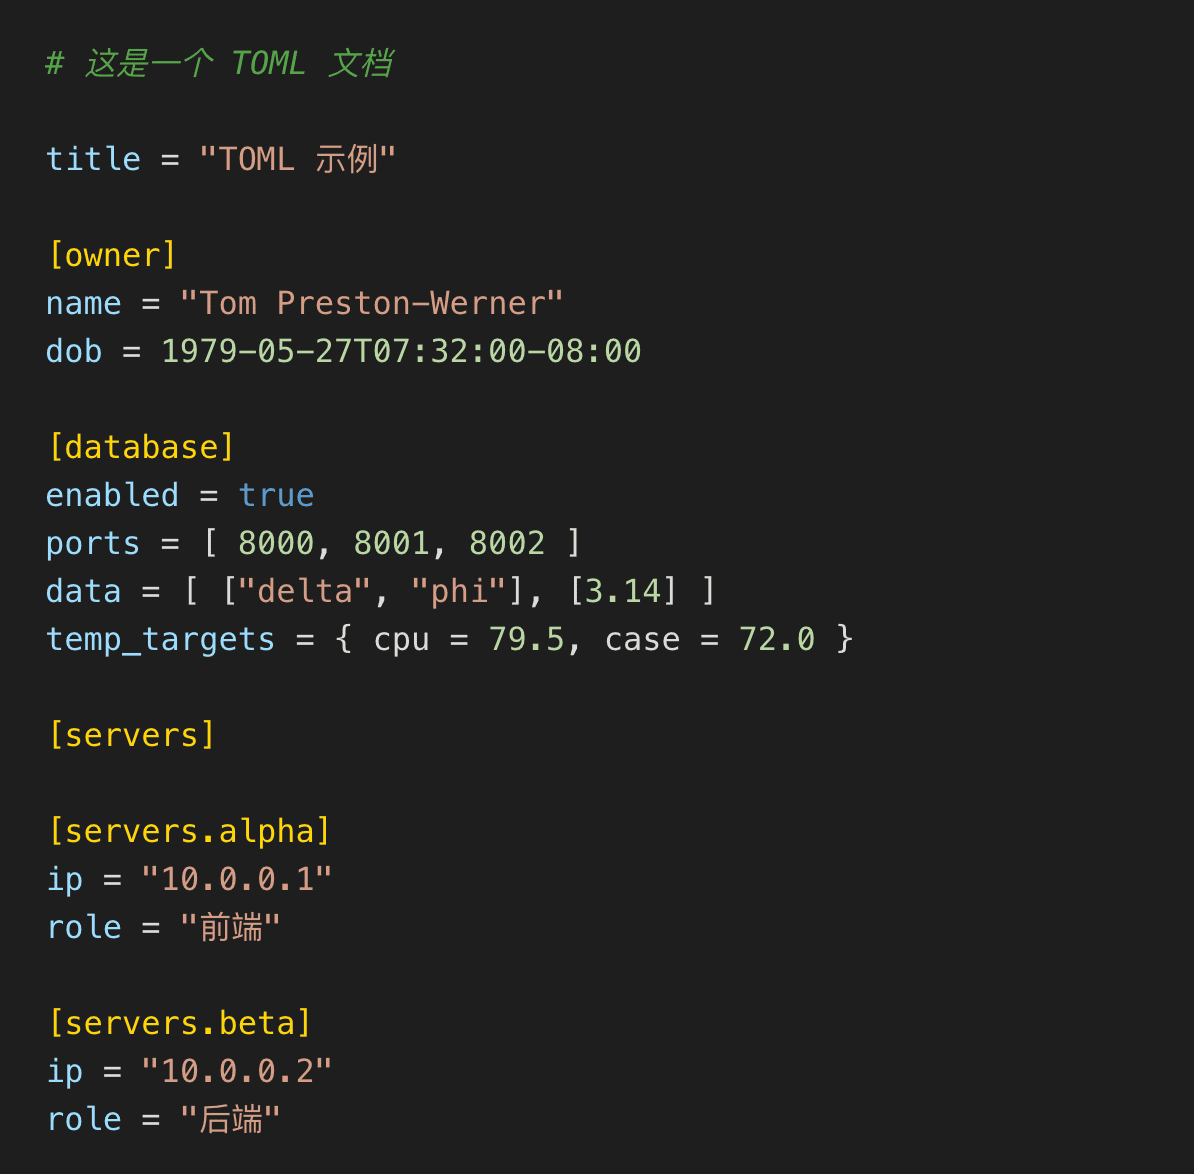 # 这是一个 TOML 文档
title = "TOML 示例"
[owner]
name = "Tom Preston-Werner"
dob = 1979-05-27T07:32:00-08:00
[database]
enabled = true
ports = [ 8000, 8001, 8002 ]
data = [ ["delta", "phi"], [3.14] ]
temp_targets = { cpu = 79.5, case = 72.0 }
[servers]
[servers.alpha]
ip = "10.0.0.1"
role = "前端"
[servers.beta]
ip = "10.0.0.2"
role = "后端"